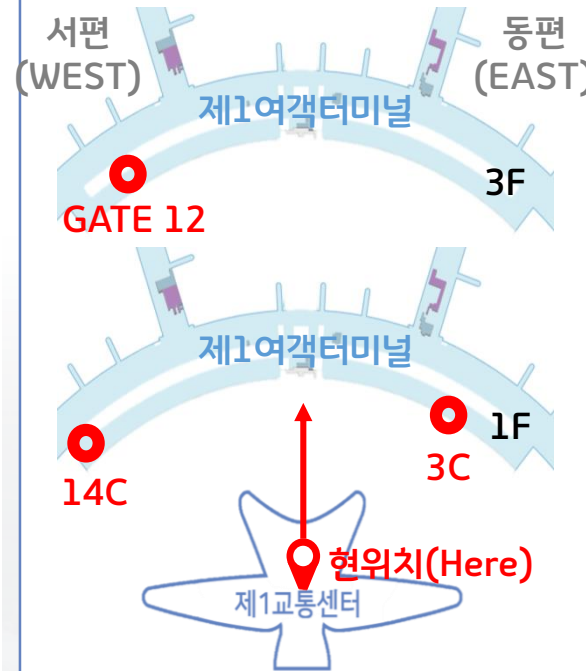 서편
(WEST)
동편
(EAST)
제1여객터미널
3F
GATE 12
제1여객터미널
1F
14C
3C
현위치(Here)
제1교통센터